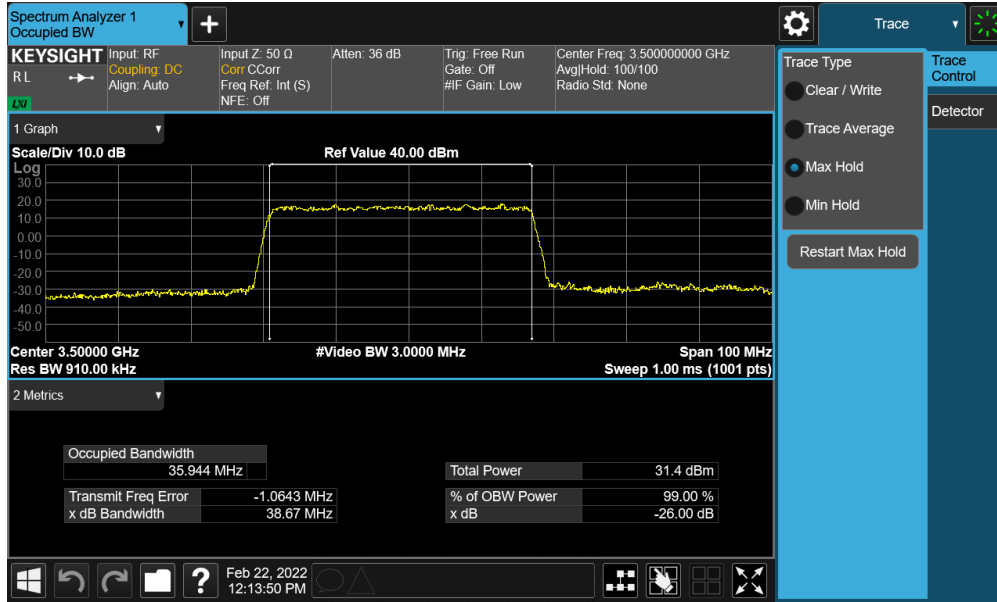 Spectrum Analyzer 1
Occupied BW
+
Trace
KEYSIGHT
R L
LXI
Input: RF
Coupling: DC
Align: Auto
Input Z: 50 Ω
Corr CCorr
Freq Ref: Int (S)
NFE: Off
Atten: 36 dB
Trig: Free Run
Gate: Off
#IF Gain: Low
Center Freq: 3.500000000 GHz
Avg|Hold: 100/100
Radio Std: None
Trace Type
Clear / Write
Trace Average
Max Hold
Min Hold
Restart Max Hold
Trace
Control
Detector
1 Graph
Scale/Div 10.0 dB
Ref Value 40.00 dBm
Log
30.0
20.0
10.0
0.00
-10.0
-20.0
-30.0
-40.0
-50.0
Center 3.50000 GHz
#Video BW 3.0000 MHz
Span 100 MHz
Res BW 910.00 kHz
Sweep 1.00 ms (1001 pts)
2 Metrics
Occupied Bandwidth
35.944 MHz
Total Power 31.4 dBm
Transmit Freq Error -1.0643 MHz
% of OBW Power 99.00 %
x dB Bandwidth 38.67 MHz
x dB -26.00 dB
?
Feb 22, 2022
12:13:50 PM